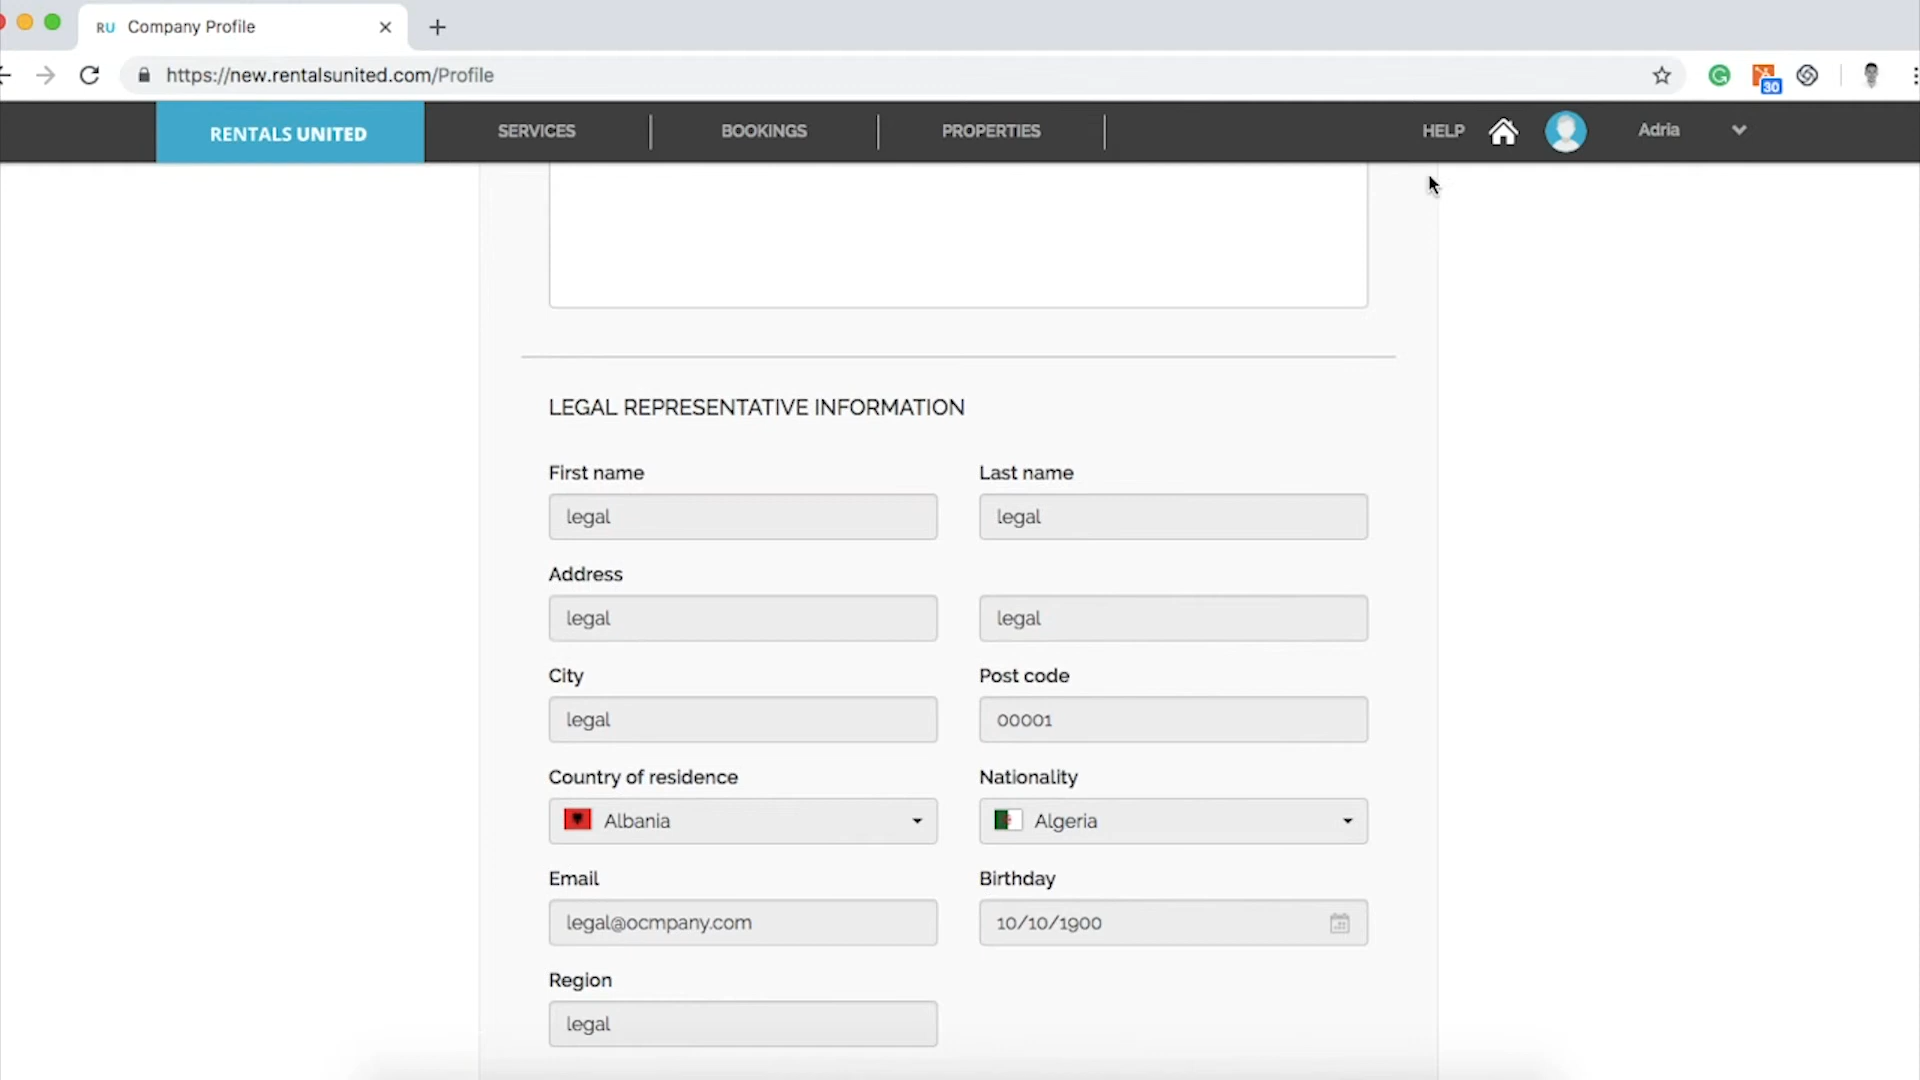 RU Company Profile
https://new.rentalsunited.com/Profile
30
RENTALS UNITED SERVICES BOOKINGS PROPERTIES HELP Adria
LEGAL REPRESENTATIVE INFORMATION
First name Last name
legal legal
Address
legal legal
City Post code
legal 00001
Country of residence Nationality
Albania Algeria
Email Birthday
legal@ocmpany.com 10/10/1900
Region
legal